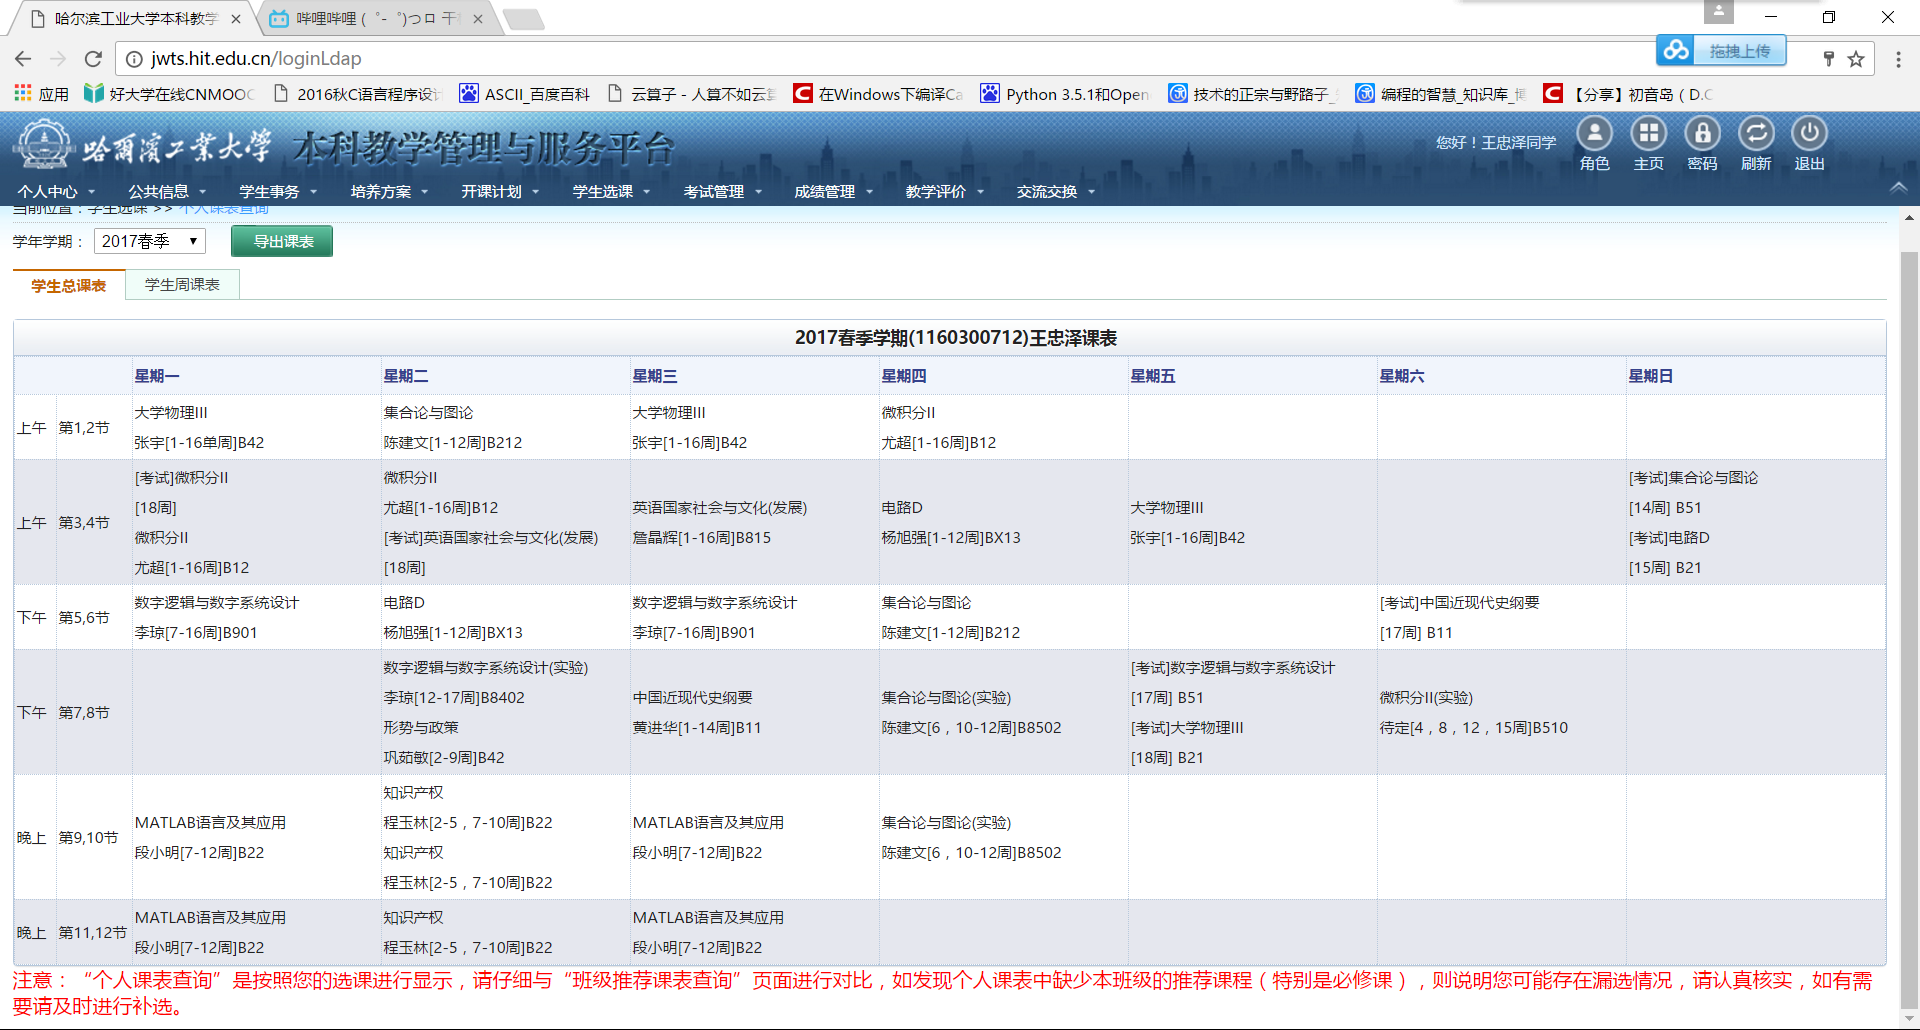 哈尔滨工业大学本科教学
哔哩哔哩 ( ゜- ゜)つロ 干
jwts.hit.edu.cn/loginLdap
拖拽上传
应用
好大学在线CNMOOC
2016秋C语言程序设计
ASCII_百度百科
云算子 - 人算不如云算
在Windows下编译Ca
Python 3.5.1和Open
技术的正宗与野路子_
编程的智慧_知识库_博
【分享】初音岛（D.C
哈爾濱工業大學 本科教学管理与服务平台
您好！王忠泽同学
角色 主页 密码 刷新 退出
个人中心 公共信息 学生事务 培养方案 开课计划 学生选课 考试管理 成绩管理 教学评价 交流交换
当前位置：学生选课 >> 个人课表查询
学年学期： 2017春季 导出课表
学生总课表 学生周课表
2017春季学期(1160300712)王忠泽课表
星期一 星期二 星期三 星期四 星期五 星期六 星期日
上午 第1,2节
大学物理III
张宇[1-16单周]B42
集合论与图论
陈建文[1-12周]B212
大学物理III
张宇[1-16周]B42
微积分II
尤超[1-16周]B12
上午 第3,4节
[考试]微积分II
[18周]
微积分II
尤超[1-16周]B12
微积分II
尤超[1-16周]B12
[考试]英语国家社会与文化(发展)
[18周]
英语国家社会与文化(发展)
詹晶辉[1-16周]B815
电路D
杨旭强[1-12周]BX13
大学物理III
张宇[1-16周]B42
[考试]集合论与图论
[14周] B51
[考试]电路D
[15周] B21
下午 第5,6节
数字逻辑与数字系统设计
李琼[7-16周]B901
电路D
杨旭强[1-12周]BX13
数字逻辑与数字系统设计
李琼[7-16周]B901
集合论与图论
陈建文[1-12周]B212
[考试]中国近现代史纲要
[17周] B11
下午 第7,8节
数字逻辑与数字系统设计(实验)
李琼[12-17周]B8402
形势与政策
巩茹敏[2-9周]B42
中国近现代史纲要
黄进华[1-14周]B11
集合论与图论(实验)
陈建文[6，10-12周]B8502
[考试]数字逻辑与数字系统设计
[17周] B51
[考试]大学物理III
[18周] B21
微积分II(实验)
待定[4，8，12，15周]B510
晚上 第9,10节
MATLAB语言及其应用
段小明[7-12周]B22
知识产权
程玉林[2-5，7-10周]B22
知识产权
程玉林[2-5，7-10周]B22
MATLAB语言及其应用
段小明[7-12周]B22
集合论与图论(实验)
陈建文[6，10-12周]B8502
晚上 第11,12节
MATLAB语言及其应用
段小明[7-12周]B22
知识产权
程玉林[2-5，7-10周]B22
MATLAB语言及其应用
段小明[7-12周]B22
注意：“个人课表查询”是按照您的选课进行显示，请仔细与“班级推荐课表查询”页面进行对比，如发现个人课表中缺少本班级的推荐课程（特别是必修课），则说明您可能存在漏选情况，请认真核实，如有需
要请及时进行补选。